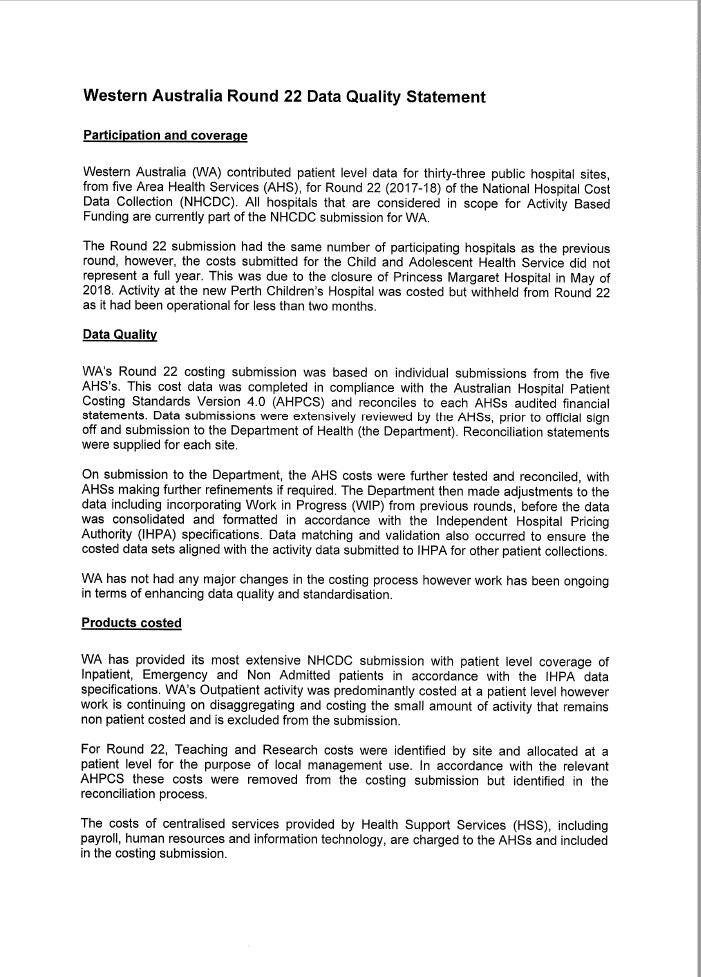 Western Australia Round 22 Data Quality Statement
Participation and coverage
Western Australia (WA) contributed patient level data for thirty-three public hospital sites,
from five Area Health Services (AHS), for Round 22 (2017-18) of the National Hospital Cost
Data Collection (NHCDC). All hospitals that are considered in scope for Activity Based
Funding are currently part of the NHCDC submission for WA.
The Round 22 submission had the same number of participating hospitals as the previous
round, however, the costs submitted for the Child and Adolescent Health Service did not
represent a full year. This was due to the closure of Princess Margaret Hospital in May of
2018. Activity at the new Perth Children's Hospital was costed but withheld from Round 22
as it had been operational for less than two months.
Data Quality
WA's Round 22 costing submission was based on individual submissions from the five
AHS's. This cost data was completed in compliance with the Australian Hospital Patient
Costing Standards Version 4.0 (AHPCS) and reconciles to each AHSs audited financial
statements. Data submissions were extensively reviewed by the AHSs, prior to official sign
off and submission to the Department of Health (the Department). Reconciliation statements
were supplied for each site.
On submission to the Department, the AHS costs were further tested and reconciled, with
AHSs making further refinements if required. The Department then made adjustments to the
data including incorporating Work in Progress (WIP) from previous rounds, before the data
was consolidated and formatted in accordance with the Independent Hospital Pricing
Authority (IHPA) specifications. Data matching and validation also occurred to ensure the
costed data sets aligned with the activity data submitted to IHPA for other patient collections.
WA has not had any major changes in the costing process however work has been ongoing
in terms of enhancing data quality and standardisation.
Products costed
WA has provided its most extensive NHCDC submission with patient level coverage of
Inpatient, Emergency and Non Admitted patients in accordance with the IHPA data
specifications. WA's Outpatient activity was predominantly costed at a patient level however
work is continuing on disaggregating and costing the small amount of activity that remains
non patient costed and is excluded from the submission.
For Round 22, Teaching and Research costs were identified by site and allocated at a
patient level for the purpose of local management use. In accordance with the relevant
AHPCS these costs were removed from the costing submission but identified in the
reconciliation process.
The costs of centralised services provided by Health Support Services (HSS), including
payroll, human resources and information technology, are charged to the AHSs and included
in the costing submission.